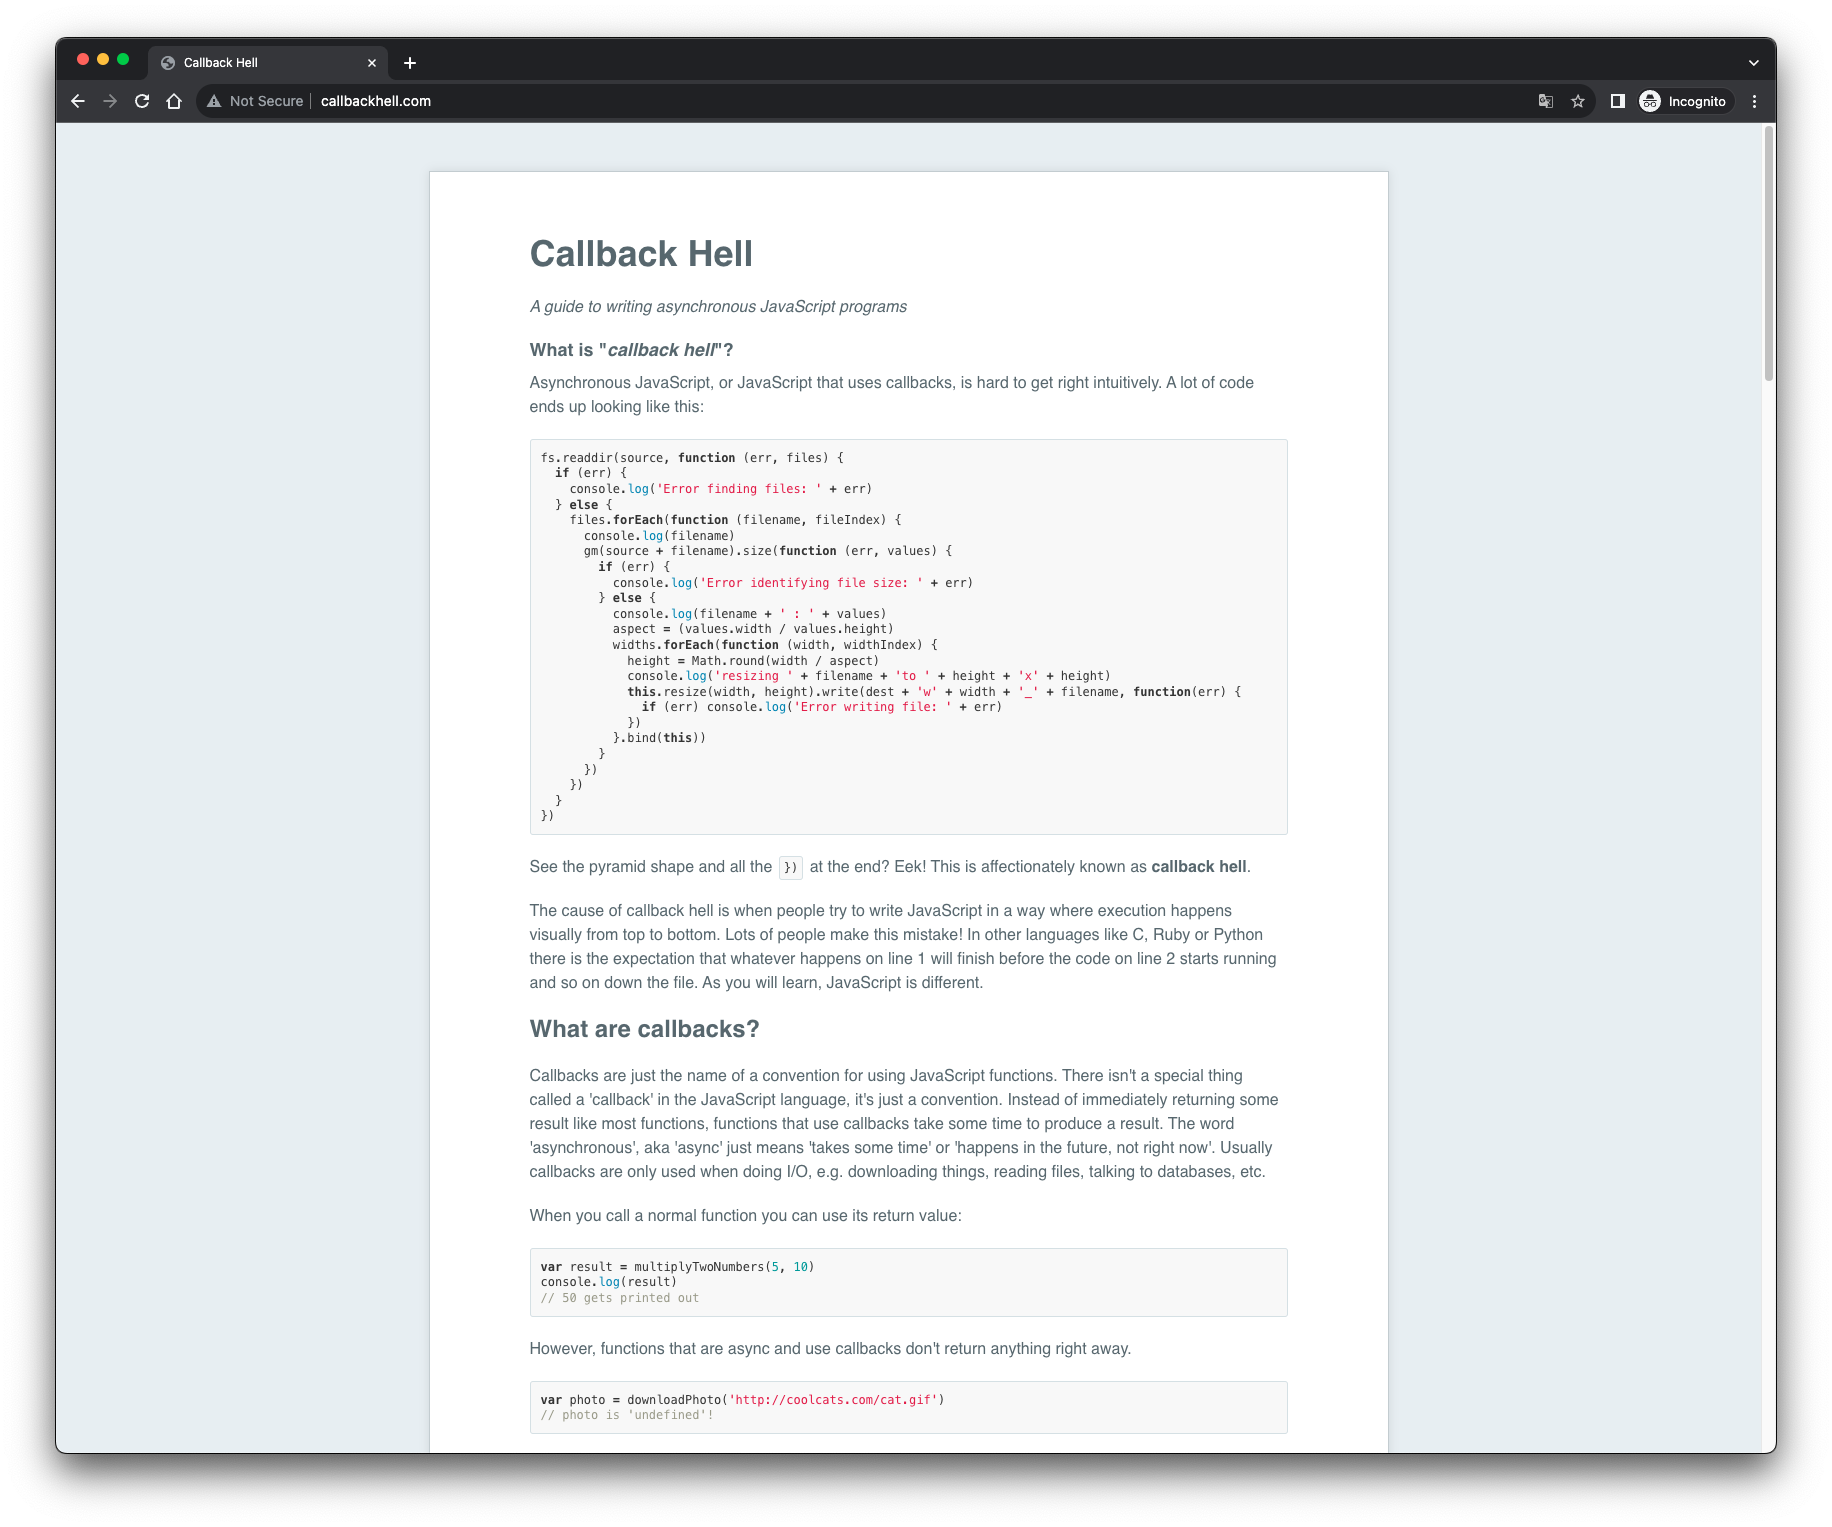 Callback Hell
Not Secure | callbackhell.com
Incognito
Callback Hell
A guide to writing asynchronous JavaScript programs
What is "callback hell"?
Asynchronous JavaScript, or JavaScript that uses callbacks, is hard to get right intuitively. A lot of code
ends up looking like this:
fs.readdir(source, function (err, files) {
  if (err) {
    console.log('Error finding files: ' + err)
  } else {
    files.forEach(function (filename, fileIndex) {
      console.log(filename)
      gm(source + filename).size(function (err, values) {
        if (err) {
          console.log('Error identifying file size: ' + err)
        } else {
          console.log(filename + ' : ' + values)
          aspect = (values.width / values.height)
          widths.forEach(function (width, widthIndex) {
            height = Math.round(width / aspect)
            console.log('resizing ' + filename + 'to ' + height + 'x' + height)
            this.resize(width, height).write(dest + 'w' + width + '_' + filename, function(err) {
              if (err) console.log('Error writing file: ' + err)
            })
          }.bind(this))
        }
      })
    })
  }
})
See the pyramid shape and all the }) at the end? Eek! This is affectionately known as callback hell.
The cause of callback hell is when people try to write JavaScript in a way where execution happens
visually from top to bottom. Lots of people make this mistake! In other languages like C, Ruby or Python
there is the expectation that whatever happens on line 1 will finish before the code on line 2 starts running
and so on down the file. As you will learn, JavaScript is different.
What are callbacks?
Callbacks are just the name of a convention for using JavaScript functions. There isn't a special thing
called a 'callback' in the JavaScript language, it's just a convention. Instead of immediately returning some
result like most functions, functions that use callbacks take some time to produce a result. The word
'asynchronous', aka 'async' just means 'takes some time' or 'happens in the future, not right now'. Usually
callbacks are only used when doing I/O, e.g. downloading things, reading files, talking to databases, etc.
When you call a normal function you can use its return value:
var result = multiplyTwoNumbers(5, 10)
console.log(result)
// 50 gets printed out
However, functions that are async and use callbacks don't return anything right away.
var photo = downloadPhoto('http://coolcats.com/cat.gif')
// photo is 'undefined'!